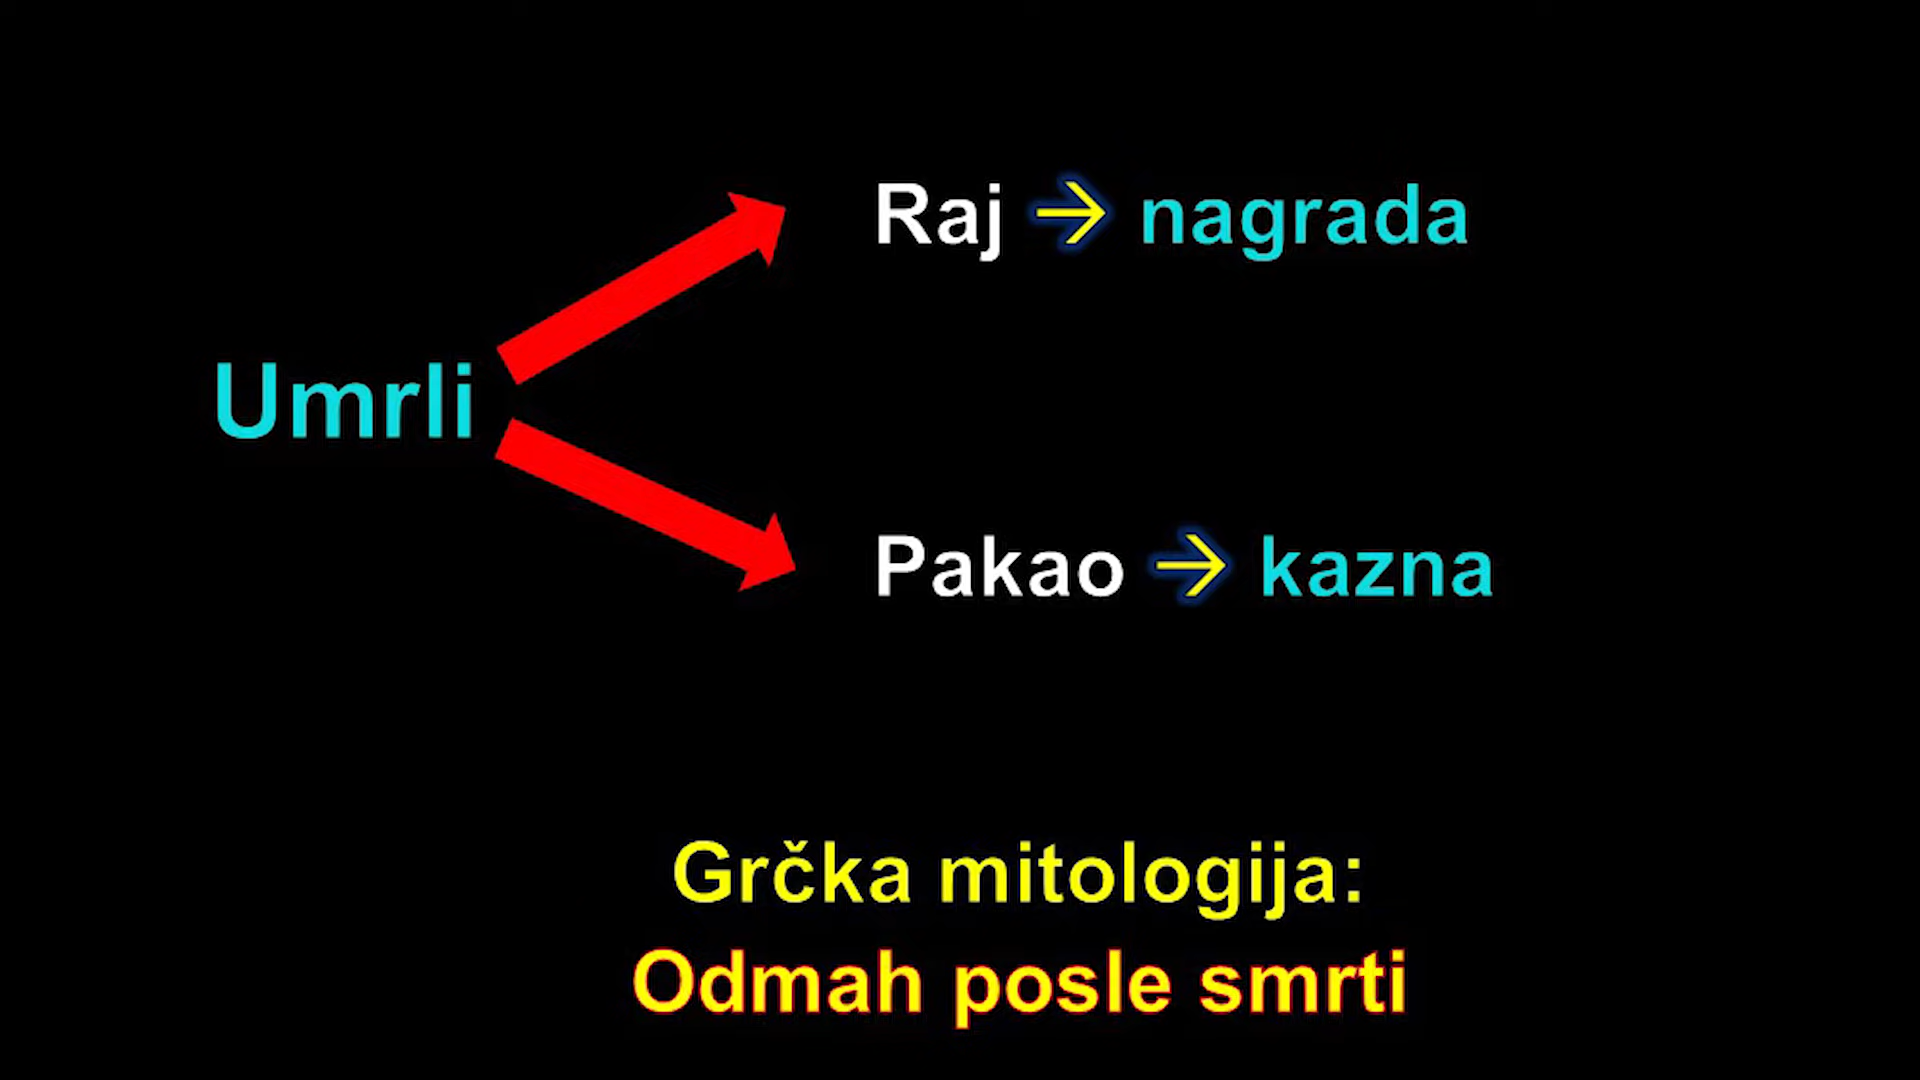 Raj → nagrada
Umrli
Pakao → kazna
Grčka mitologija:
Odmah posle smrti